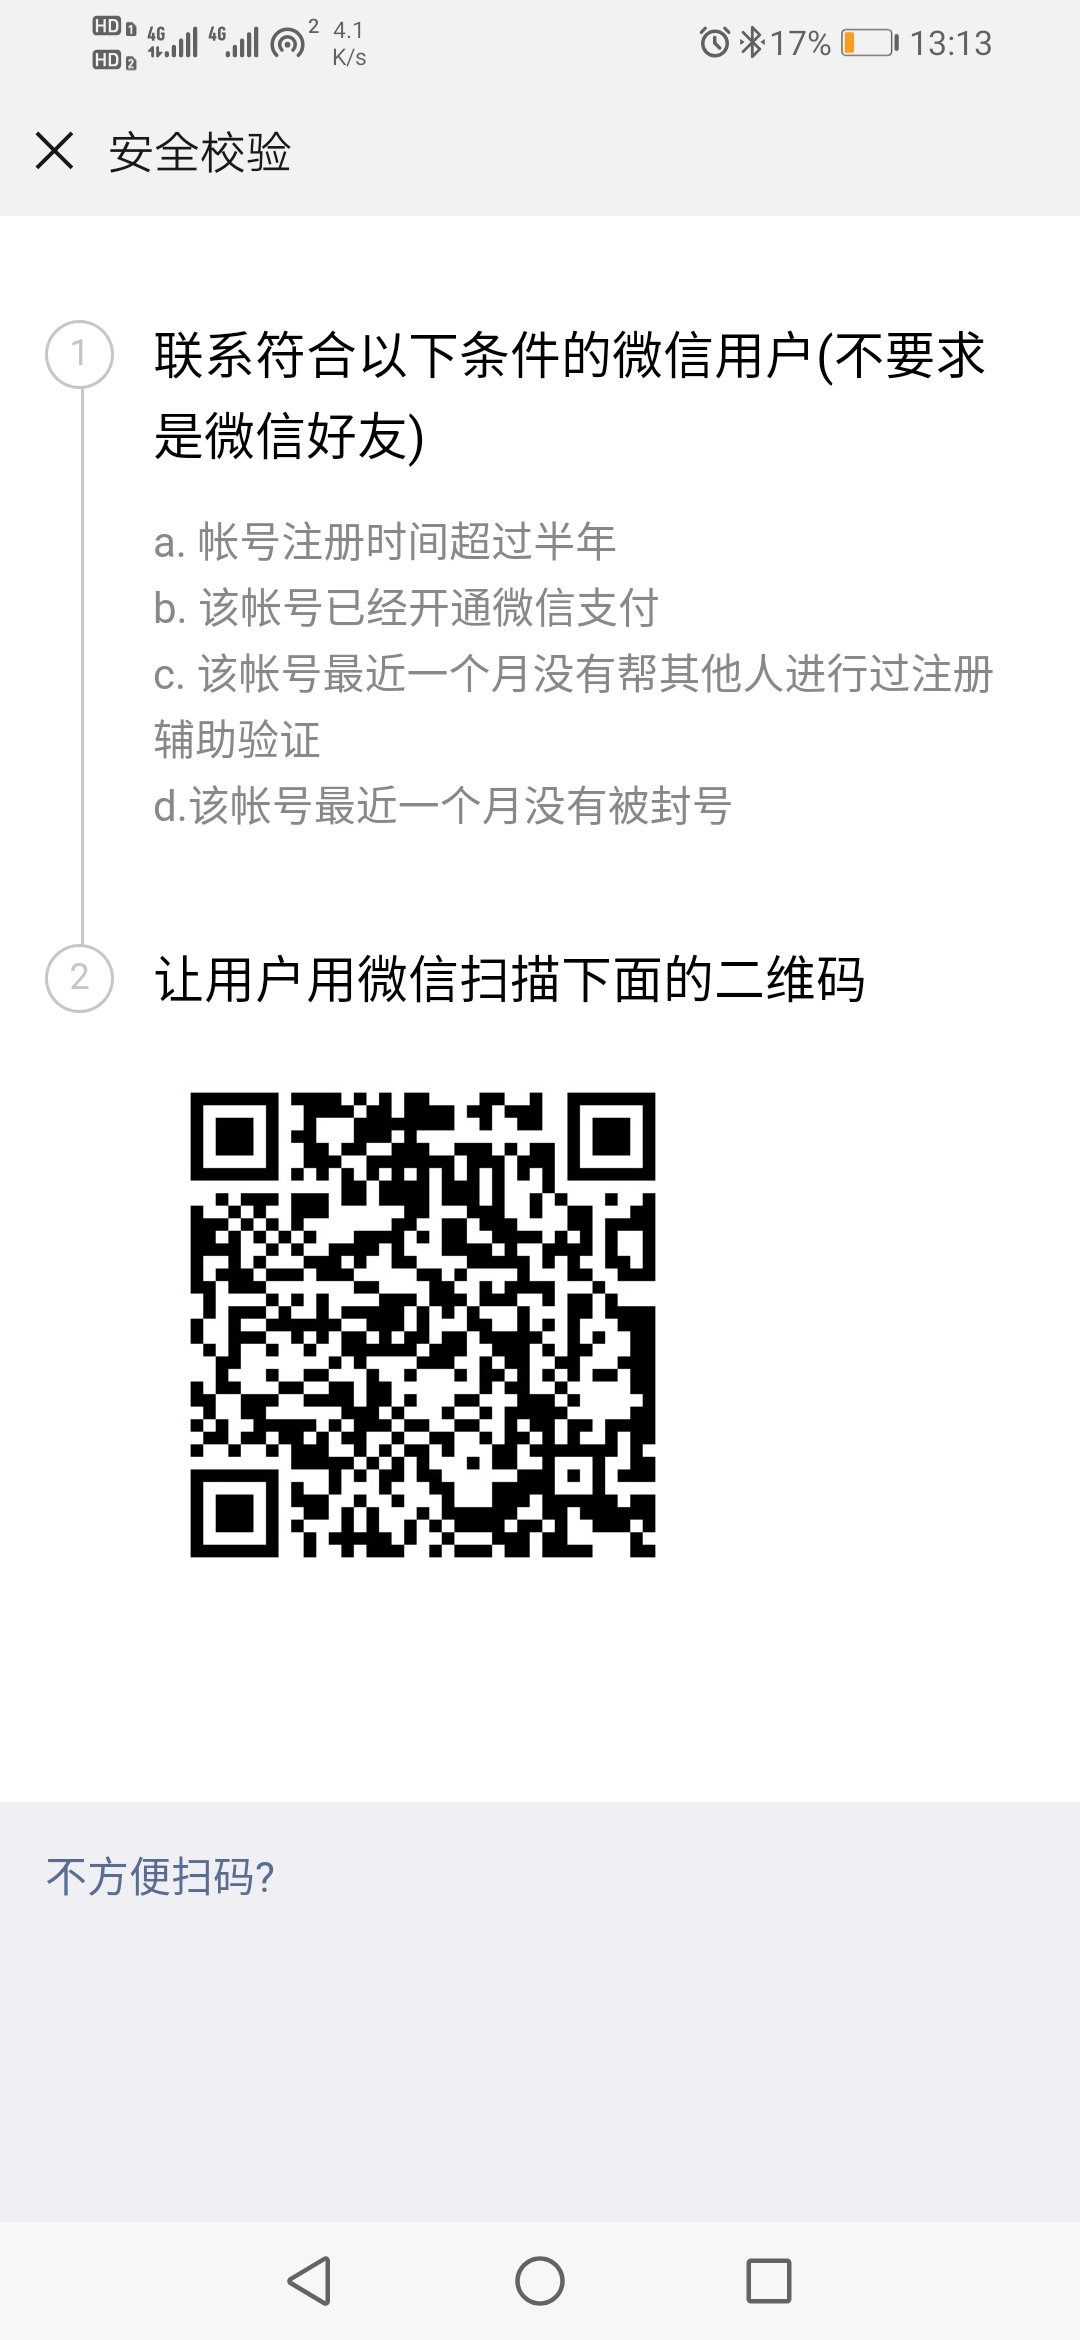 HD 1 4G 4G 2 4.1
HD 2 K/s
17% 13:13
安全校验
1
联系符合以下条件的微信用户(不要求
是微信好友)
a. 帐号注册时间超过半年
b. 该帐号已经开通微信支付
c. 该帐号最近一个月没有帮其他人进行过注册
辅助验证
d.该帐号最近一个月没有被封号
2
让用户用微信扫描下面的二维码
不方便扫码?